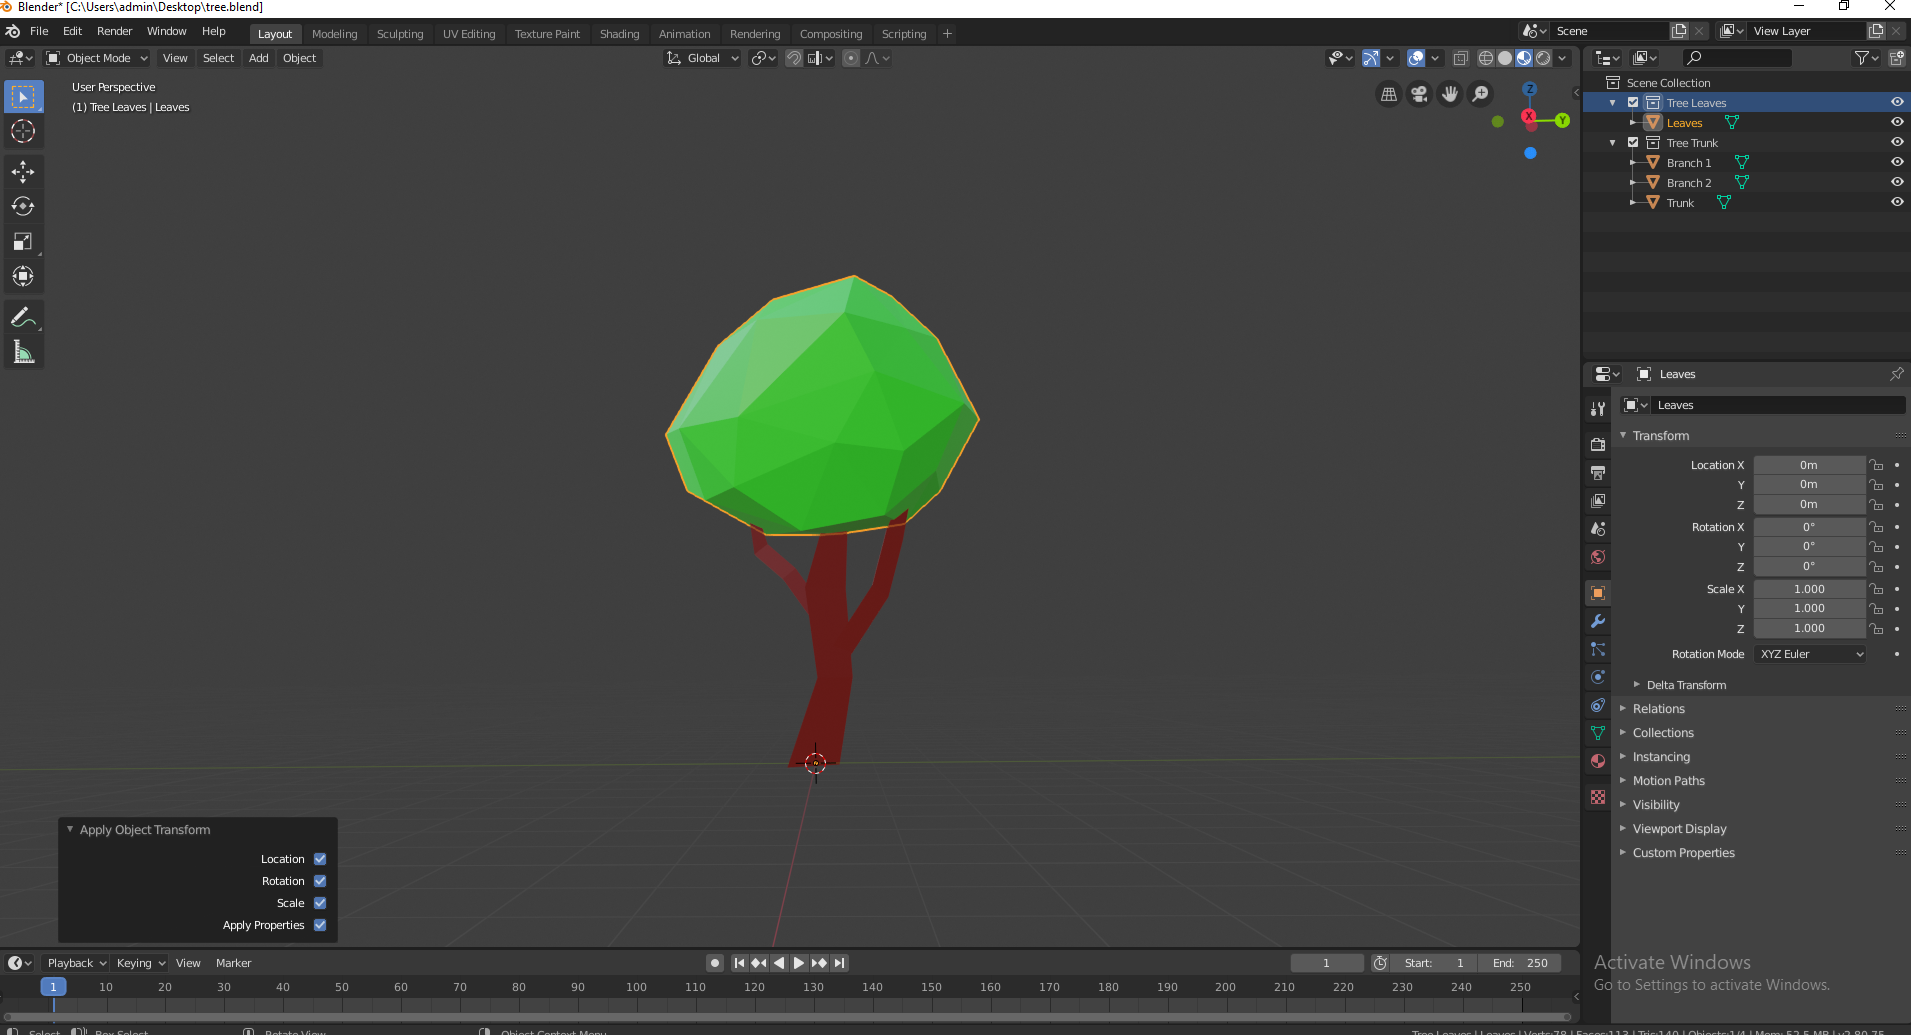 Blender* [C:\Users\admin\Desktop\tree.blend]
File Edit Render Window Help Layout Modeling Sculpting UV Editing Texture Paint Shading Animation Rendering Compositing Scripting + Scene View Layer
Object Mode View Select Add Object Global
User Perspective
(1) Tree Leaves | Leaves
Z
X
Y
Scene Collection
Tree Leaves
Leaves
Tree Trunk
Branch 1
Branch 2
Trunk
Leaves
Leaves
Transform
Location X 0m
Y 0m
Z 0m
Rotation X 0°
Y 0°
Z 0°
Scale X 1.000
Y 1.000
Z 1.000
Rotation Mode XYZ Euler
Delta Transform
Relations
Collections
Instancing
Motion Paths
Visibility
Viewport Display
Custom Properties
Apply Object Transform
Location
Rotation
Scale
Apply Properties
Playback Keying View Marker 1 Start: 1 End: 250
1 10 20 30 40 50 60 70 80 90 100 110 120 130 140 150 160 170 180 190 200 210 220 230 240 250
Activate Windows
Go to Settings to activate Windows.
Select Box Select Rotate View Object Context Menu Tree Leaves | Leaves | Verts:78 | Faces:113 | Tris:140 | Objects:1/4 | Mem: 52.5 MB | v2.80.75